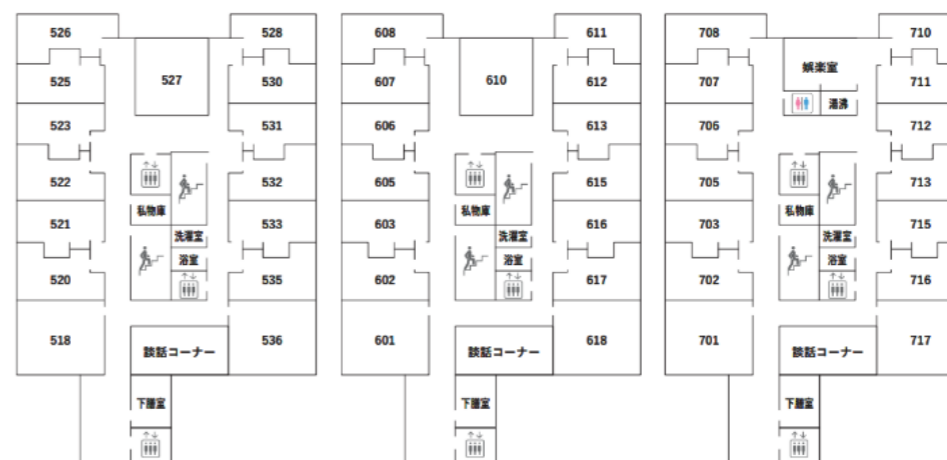 526
528
525
527
530
523
531
522
532
私物庫
521
533
洗濯室
浴室
520
535
518
536
談話コーナー
下膳室
608
611
607
610
612
606
613
605
615
私物庫
603
616
洗濯室
浴室
602
617
601
618
談話コーナー
下膳室
708
710
娯楽室
707
711
湯沸
706
712
705
713
私物庫
703
715
洗濯室
浴室
702
716
701
717
談話コーナー
下膳室